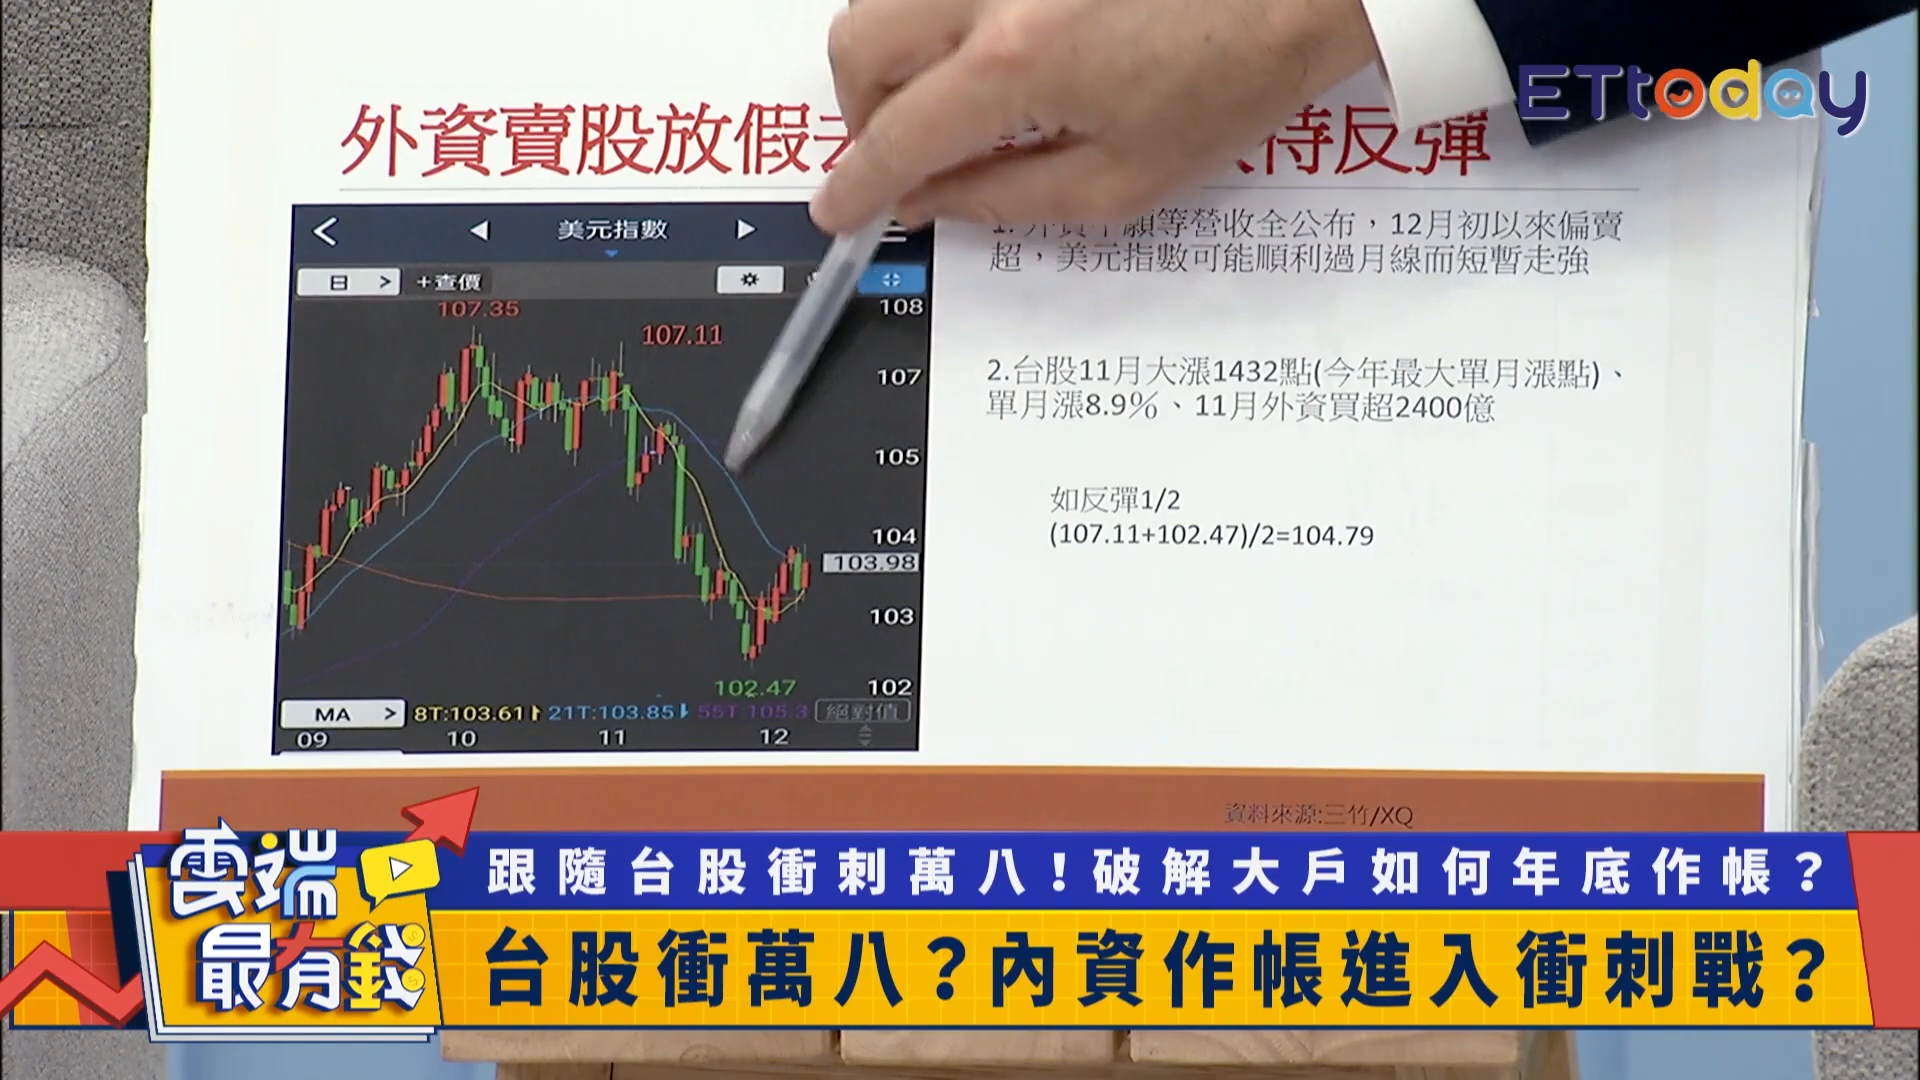 ETtoday
外資賣股放假 待反彈
美元指數
日 > +查價
107.35
107.11
108
107
105
104
103.98
103
102.47
102
MA > 8T:103.61 21T:103.85 55T 105.3 絕對值
09 10 11 12
願等營收全公布，12月初以來偏賣
超，美元指數可能順利過月線而短暫走強
2.台股11月大漲1432點(今年最大單月漲點)、
單月漲8.9%、11月外資買超2400億
如反彈1/2
(107.11+102.47)/2=104.79
資料來源:三竹/XQ
雲端
最有錢
跟隨台股衝刺萬八！破解大戶如何年底作帳？
台股衝萬八？內資作帳進入衝刺戰？